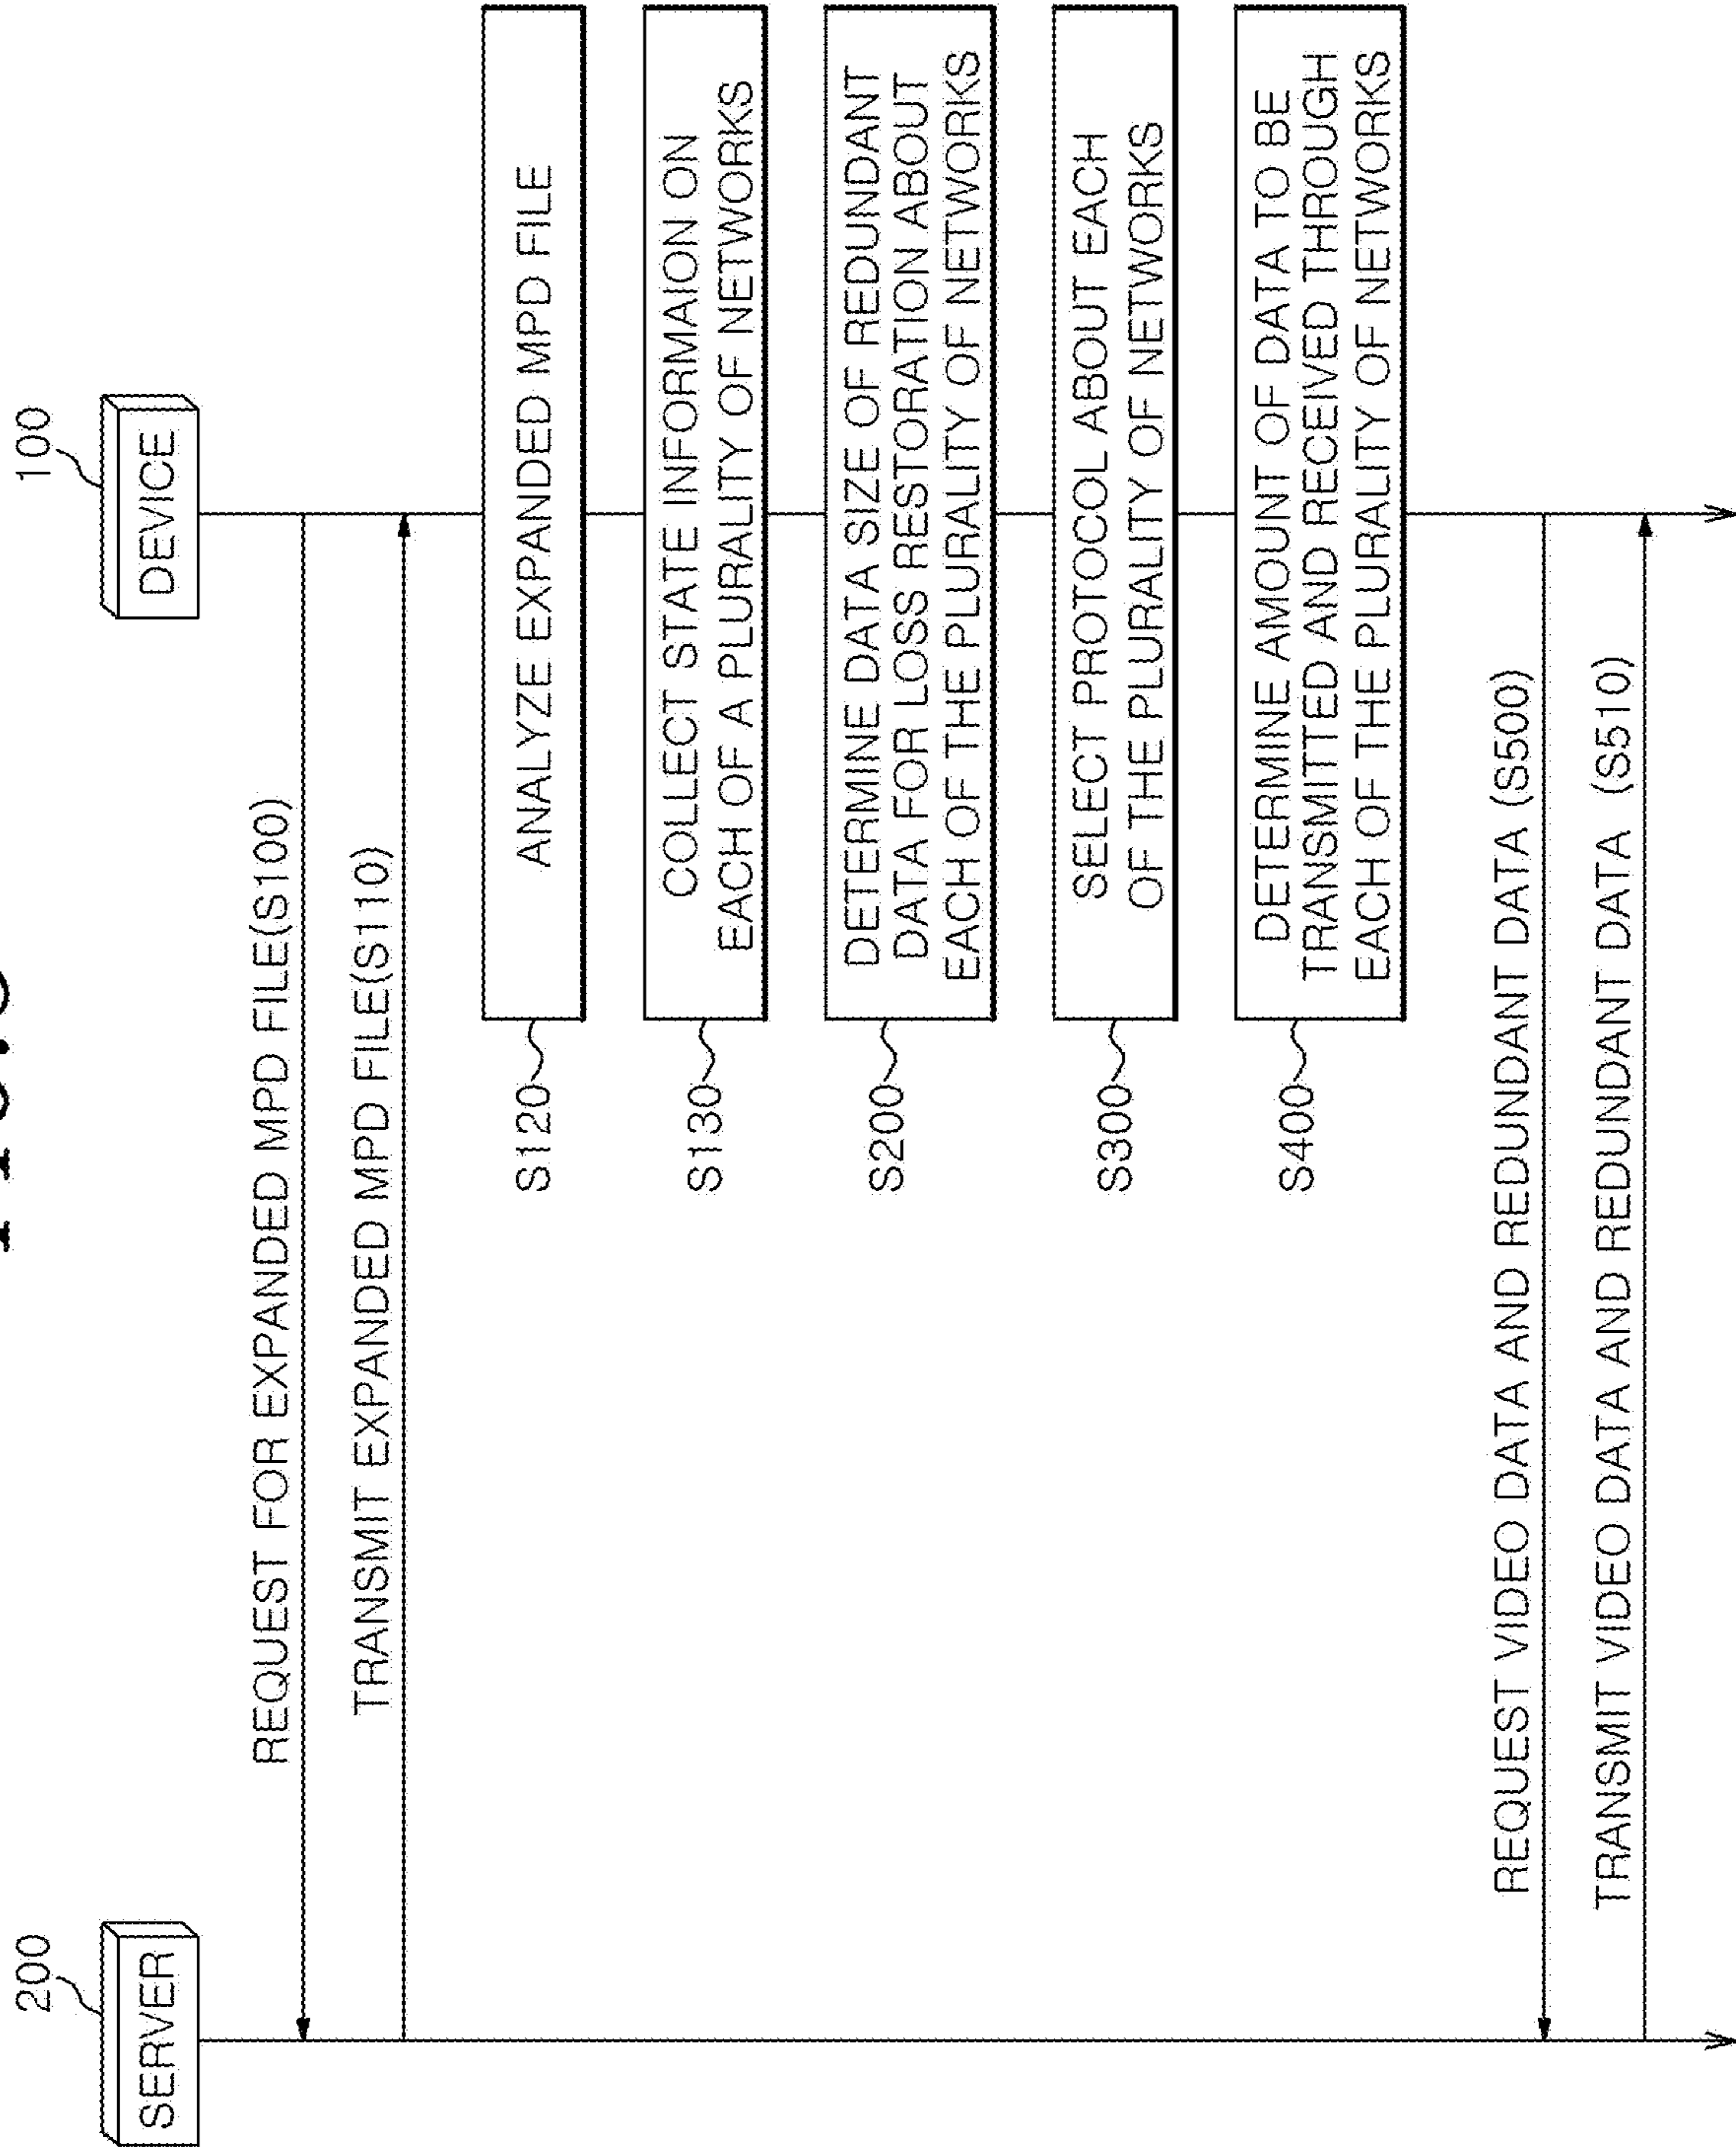 200
SERVER
100
DEVICE
REQUEST FOR EXPANDED MPD FILE(S100)
TRANSMIT EXPANDED MPD FILE(S110)
S120
ANALYZE EXPANDED MPD FILE
S130
COLLECT STATE INFORMAION ON
EACH OF A PLURALITY OF NETWORKS
S200
DETERMINE DATA SIZE OF REDUNDANT
DATA FOR LOSS RESTORATION ABOUT
EACH OF THE PLURALITY OF NETWORKS
S300
SELECT PROTOCOL ABOUT EACH
OF THE PLURALITY OF NETWORKS
S400
DETERMINE AMOUNT OF DATA TO BE
TRANSMITTED AND RECEIVED THROUGH
EACH OF THE PLURALITY OF NETWORKS
REQUEST VIDEO DATA AND REDUNDANT DATA (S500)
TRANSMIT VIDEO DATA AND REDUNDANT DATA (S510)